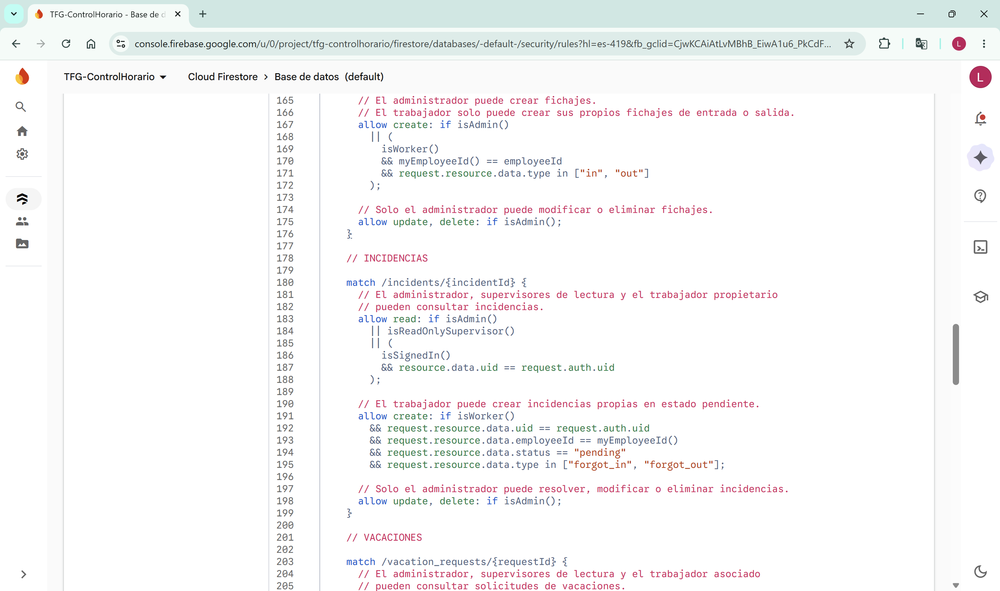 TFG-ControlHorario - Base de d
console.firebase.google.com/u/0/project/tfg-controlhorario/firestore/databases/-default-/security/rules?hl=es-419&fb_gclid=CjwKCAiAtLvMBhB_EiwA1u6_PkCdF...
L
TFG-ControlHorario
Cloud Firestore > Base de datos (default)
L
165 // El administrador puede crear fichajes.
166 // El trabajador solo puede crear sus propios fichajes de entrada o salida.
167 allow create: if isAdmin()
168 || (
169 isWorker()
170 && myEmployeeId() == employeeId
171 && request.resource.data.type in ["in", "out"]
172 );
173
174 // Solo el administrador puede modificar o eliminar fichajes.
175 allow update, delete: if isAdmin();
176 }
177
178 // INCIDENCIAS
179
180 match /incidents/{incidentId} {
181 // El administrador, supervisores de lectura y el trabajador propietario
182 // pueden consultar incidencias.
183 allow read: if isAdmin()
184 || isReadOnlySupervisor()
185 || (
186 isSignedIn()
187 && resource.data.uid == request.auth.uid
188 );
189
190 // El trabajador puede crear incidencias propias en estado pendiente.
191 allow create: if isWorker()
192 && request.resource.data.uid == request.auth.uid
193 && request.resource.data.employeeId == myEmployeeId()
194 && request.resource.data.status == "pending"
195 && request.resource.data.type in ["forgot_in", "forgot_out"];
196
197 // Solo el administrador puede resolver, modificar o eliminar incidencias.
198 allow update, delete: if isAdmin();
199 }
200
201 // VACACIONES
202
203 match /vacation_requests/{requestId} {
204 // El administrador, supervisores de lectura y el trabajador asociado
205 // pueden consultar solicitudes de vacaciones.